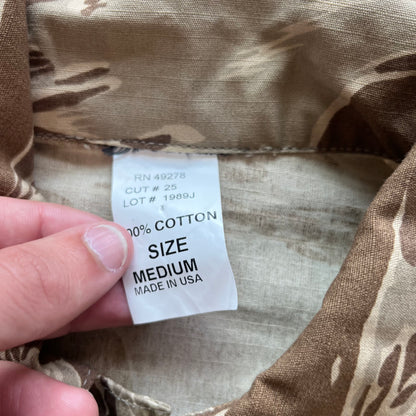 RN 49278
CUT # 25
LOT # 1989J
00% COTTON
SIZE
MEDIUM
MADE IN USA